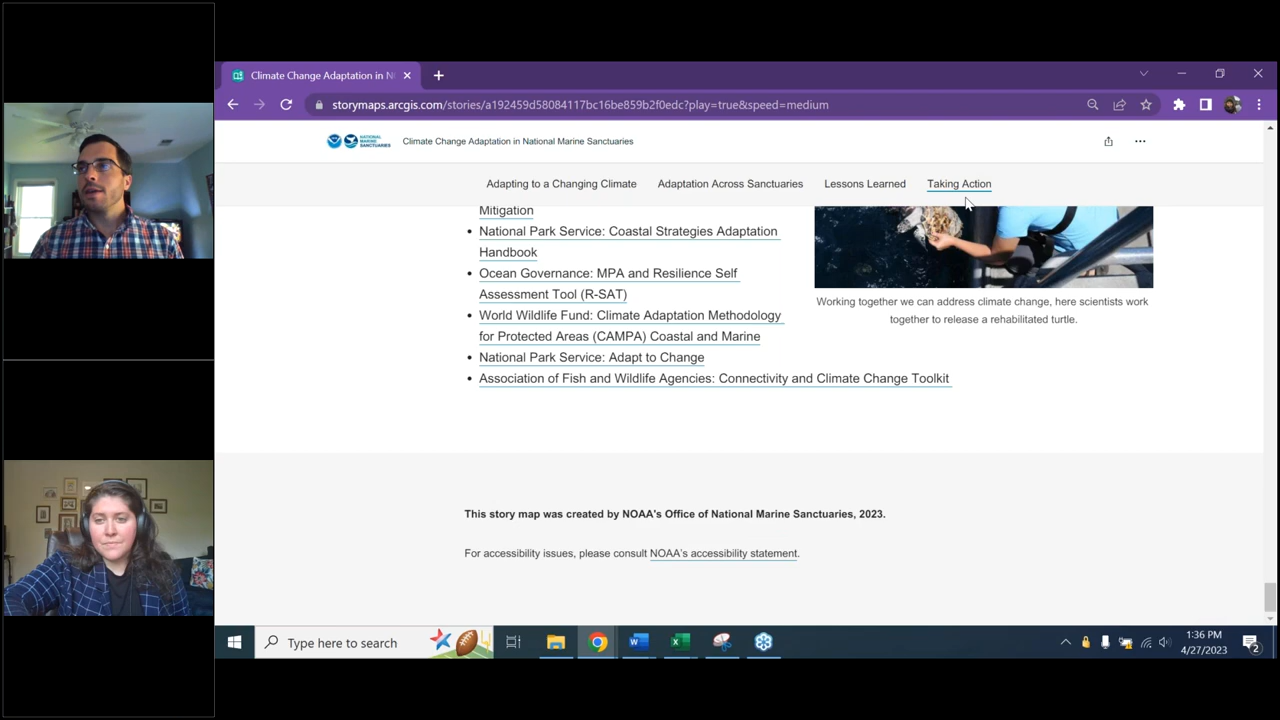 Climate Change Adaptation in N
storymaps.arcgis.com/stories/a192459d58084117bc16be859b2f0edc?play=true&speed=medium
NATIONAL
MARINE
SANCTUARIES
Climate Change Adaptation in National Marine Sanctuaries
Adapting to a Changing Climate
Adaptation Across Sanctuaries
Lessons Learned
Taking Action
Mitigation
• National Park Service: Coastal Strategies Adaptation
Handbook
• Ocean Governance: MPA and Resilience Self
Assessment Tool (R-SAT)
• World Wildlife Fund: Climate Adaptation Methodology
for Protected Areas (CAMPA) Coastal and Marine
• National Park Service: Adapt to Change
• Association of Fish and Wildlife Agencies: Connectivity and Climate Change Toolkit
Working together we can address climate change, here scientists work
together to release a rehabilitated turtle.
This story map was created by NOAA's Office of National Marine Sanctuaries, 2023.
For accessibility issues, please consult NOAA's accessibility statement.
Type here to search
1:36 PM
4/27/2023
2